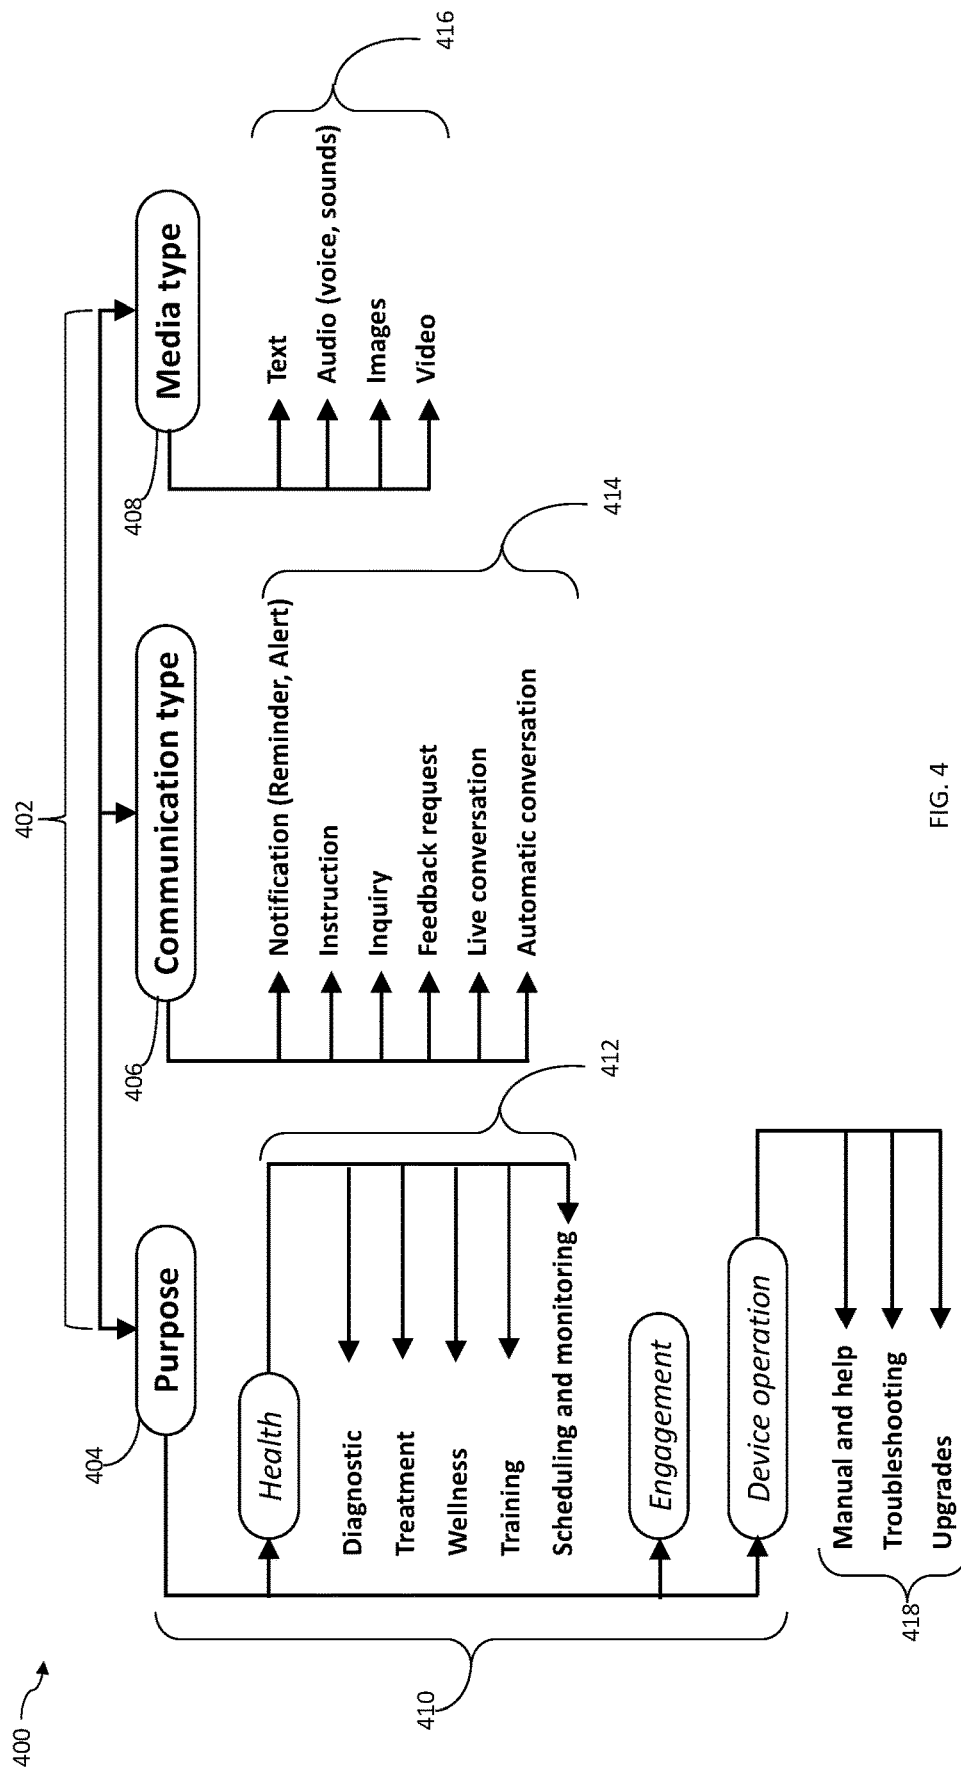 400
402
404
Purpose
406
Communication type
408
Media type
410
Health
Diagnostic
Treatment
Wellness
Training
Scheduling and monitoring
412
Engagement
Device operation
Manual and help
Troubleshooting
Upgrades
418
Notification (Reminder, Alert)
Instruction
Inquiry
Feedback request
Live conversation
Automatic conversation
414
Text
Audio (voice, sounds)
Images
Video
416
FIG. 4